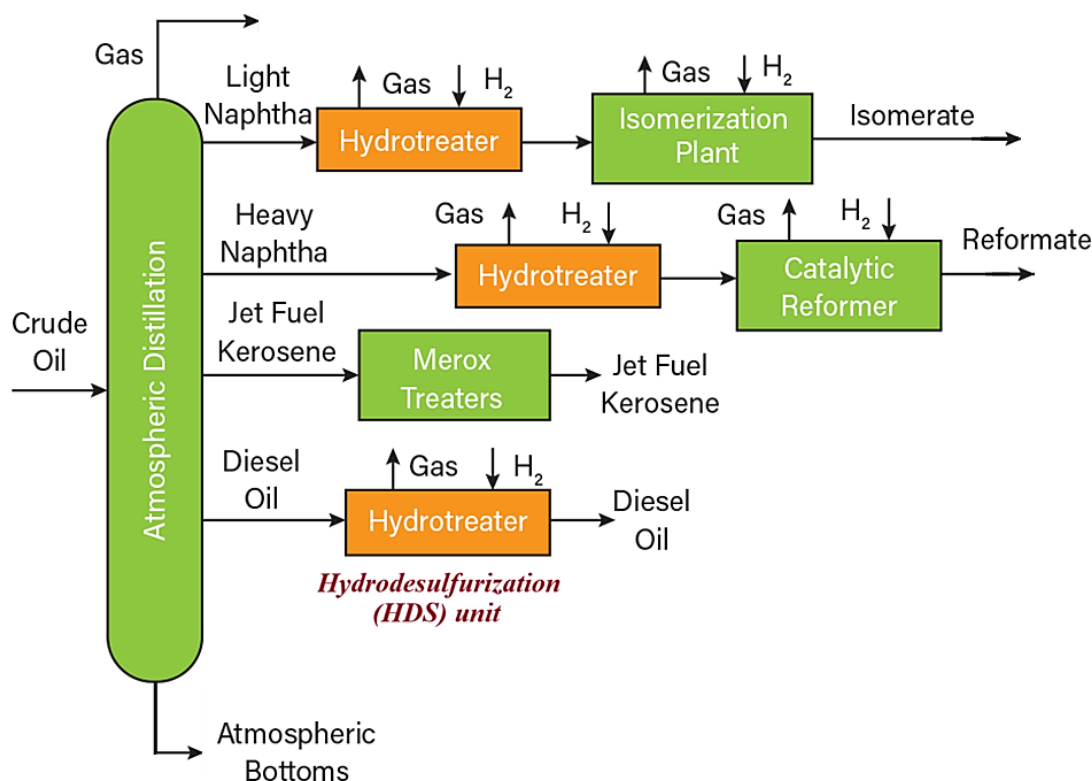 Gas
Light
Naphtha
Gas
H₂
Hydrotreater
Gas
H₂
Isomerization
Plant
Isomerate
Heavy
Naphtha
Gas
H₂
Hydrotreater
Gas
H₂
Catalytic
Reformer
Reformate
Crude
Oil
Atmospheric Distillation
Jet Fuel
Kerosene
Merox
Treaters
Jet Fuel
Kerosene
Diesel
Oil
Gas
H₂
Hydrotreater
Diesel
Oil
Hydrodesulfurization
(HDS) unit
Atmospheric
Bottoms